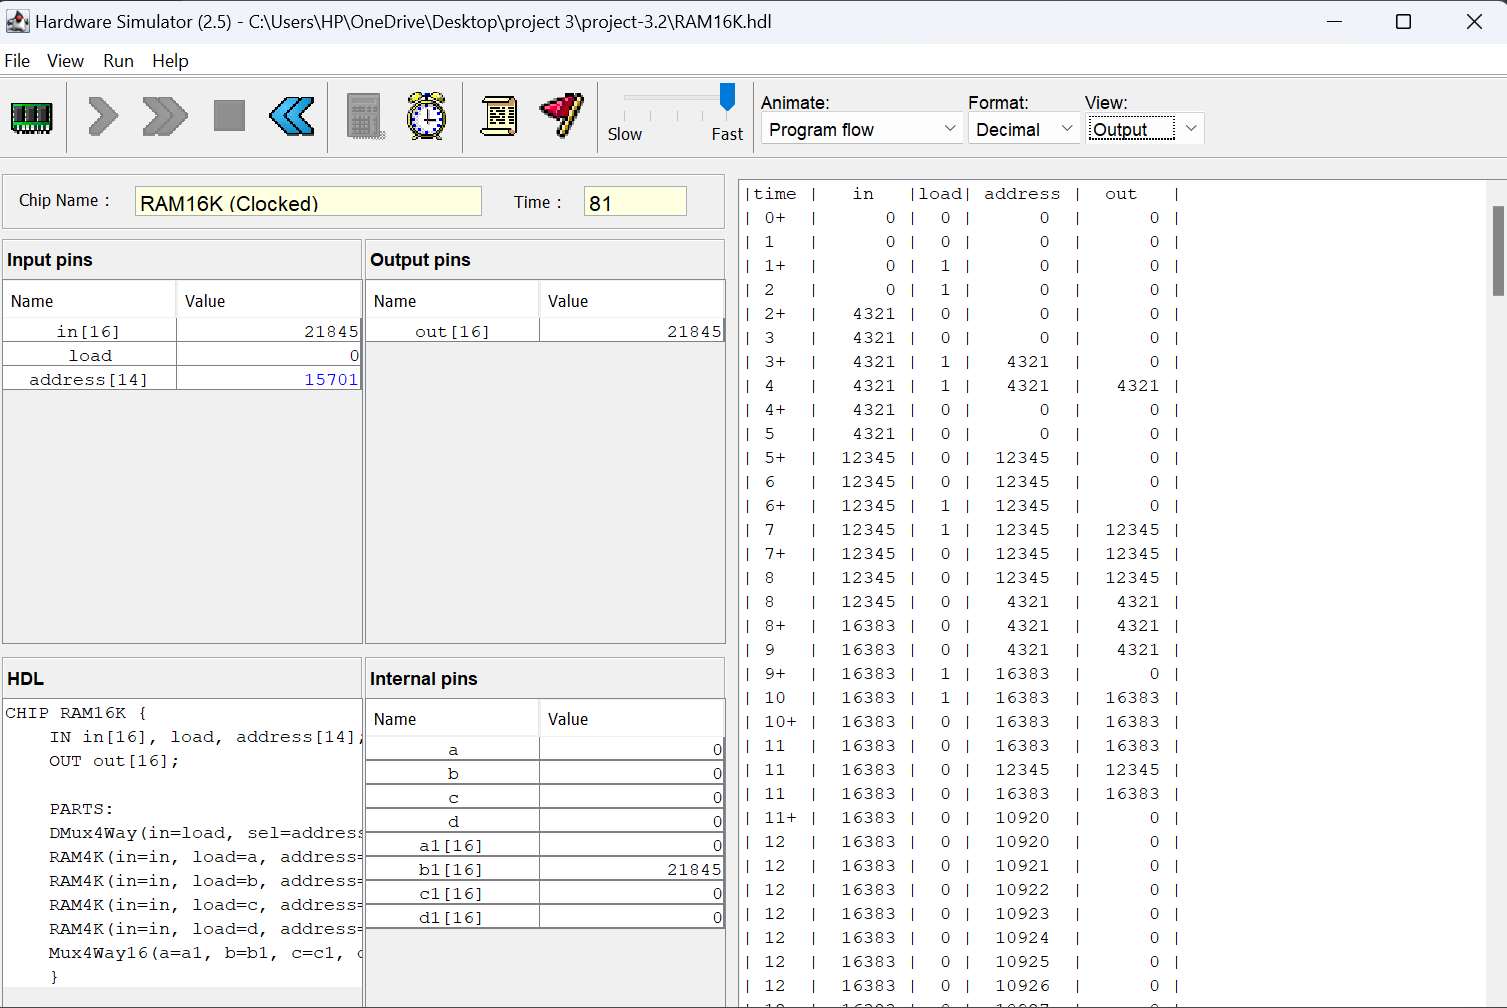 Hardware Simulator (2.5) - C:\Users\HP\OneDrive\Desktop\project 3\project-3.2\RAM16K.hdl
File View Run Help
Slow Fast
Animate: Format: View:
Program flow Decimal Output
Chip Name : RAM16K (Clocked) Time : 81
Input pins
Name Value
in[16] 21845
load 0
address[14] 15701
Output pins
Name Value
out[16] 21845
HDL
CHIP RAM16K {
IN in[16], load, address[14];
OUT out[16];
PARTS:
DMux4Way(in=load, sel=address
RAM4K(in=in, load=a, address=
RAM4K(in=in, load=b, address=
RAM4K(in=in, load=c, address=
RAM4K(in=in, load=d, address=
Mux4Way16(a=a1, b=b1, c=c1,
}
Internal pins
Name Value
a 0
b 0
c 0
d 0
a1[16] 0
b1[16] 21845
c1[16] 0
d1[16] 0
|time | in |load| address | out |
| 0+ | 0 | 0 | 0 | 0 |
| 1 | 0 | 0 | 0 | 0 |
| 1+ | 0 | 1 | 0 | 0 |
| 2 | 0 | 1 | 0 | 0 |
| 2+ | 4321 | 0 | 0 | 0 |
| 3 | 4321 | 0 | 0 | 0 |
| 3+ | 4321 | 1 | 4321 | 0 |
| 4 | 4321 | 1 | 4321 | 4321 |
| 4+ | 4321 | 0 | 0 | 0 |
| 5 | 4321 | 0 | 0 | 0 |
| 5+ | 12345 | 0 | 12345 | 0 |
| 6 | 12345 | 0 | 12345 | 0 |
| 6+ | 12345 | 1 | 12345 | 0 |
| 7 | 12345 | 1 | 12345 | 12345 |
| 7+ | 12345 | 0 | 12345 | 12345 |
| 8 | 12345 | 0 | 12345 | 12345 |
| 8 | 12345 | 0 | 4321 | 4321 |
| 8+ | 16383 | 0 | 4321 | 4321 |
| 9 | 16383 | 0 | 4321 | 4321 |
| 9+ | 16383 | 1 | 16383 | 0 |
| 10 | 16383 | 1 | 16383 | 16383 |
| 10+ | 16383 | 0 | 16383 | 16383 |
| 11 | 16383 | 0 | 16383 | 16383 |
| 11 | 16383 | 0 | 12345 | 12345 |
| 11 | 16383 | 0 | 16383 | 16383 |
| 11+ | 16383 | 0 | 10920 | 0 |
| 12 | 16383 | 0 | 10920 | 0 |
| 12 | 16383 | 0 | 10921 | 0 |
| 12 | 16383 | 0 | 10922 | 0 |
| 12 | 16383 | 0 | 10923 | 0 |
| 12 | 16383 | 0 | 10924 | 0 |
| 12 | 16383 | 0 | 10925 | 0 |
| 12 | 16383 | 0 | 10926 | 0 |